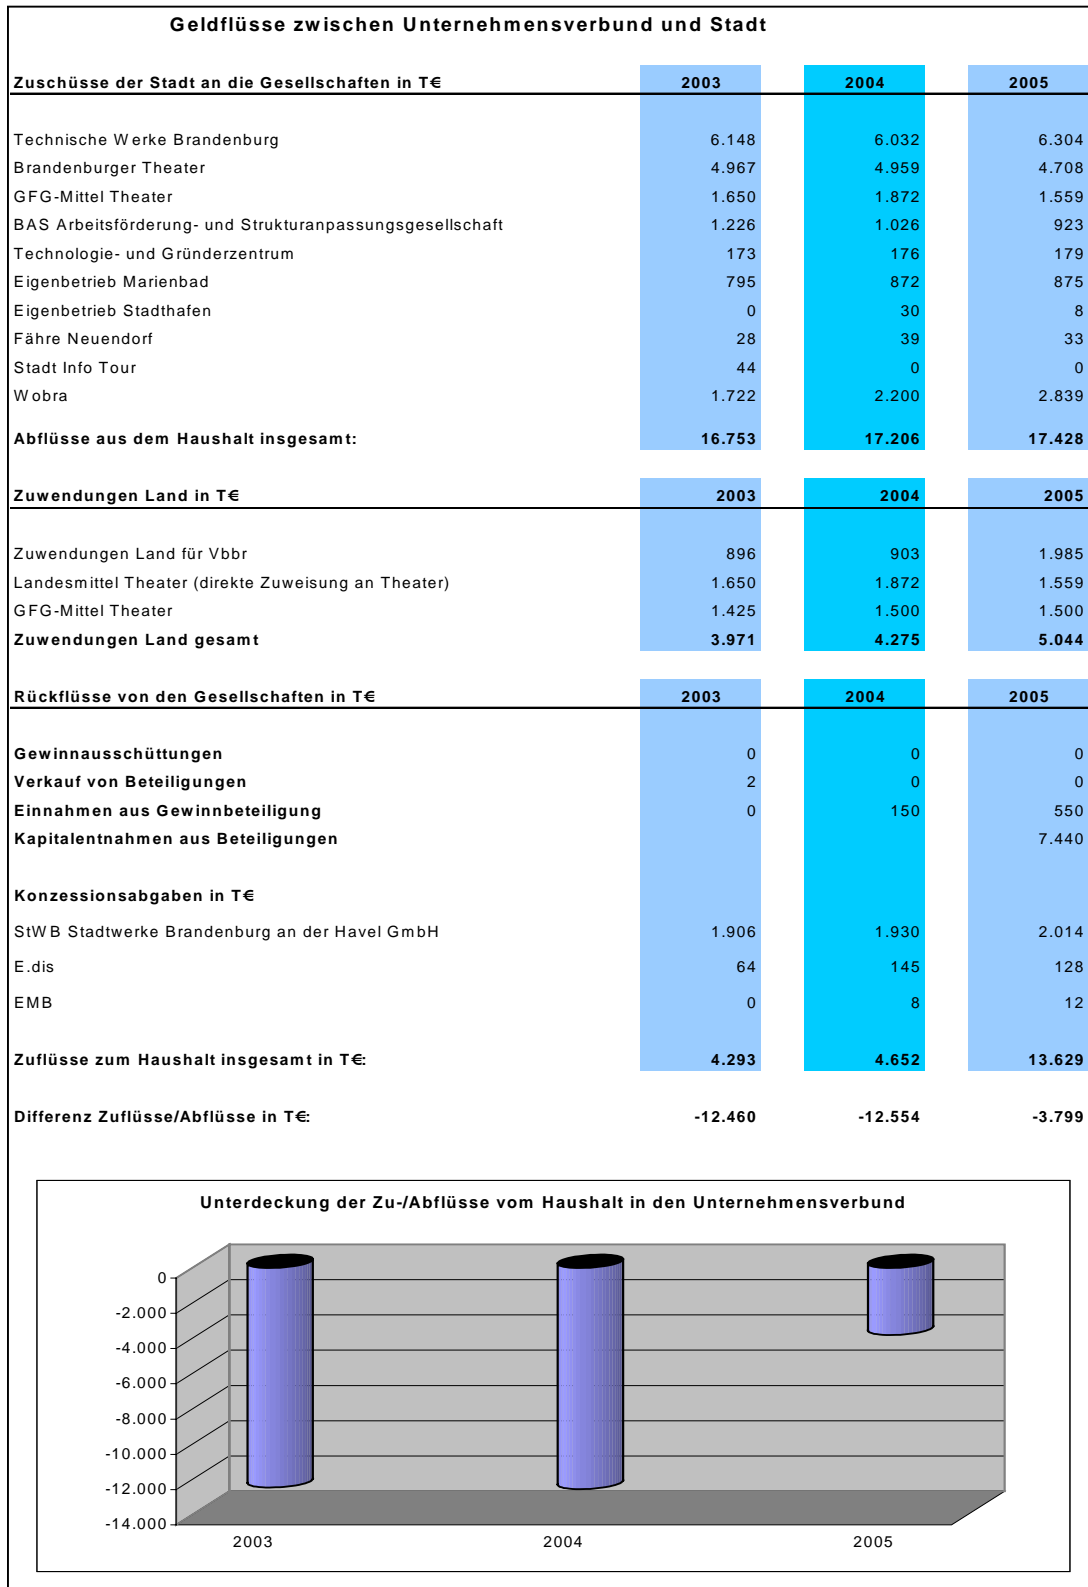 Geldflüsse zwischen Unternehmensverbund und Stadt
Zuschüsse der Stadt an die Gesellschaften in T€ 2003 2004 2005
Technische Werke Brandenburg 6.148 6.032 6.304
Brandenburger Theater 4.967 4.959 4.708
GFG-Mittel Theater 1.650 1.872 1.559
BAS Arbeitsförderung- und Strukturanpassungsgesellschaft 1.226 1.026 923
Technologie- und Gründerzentrum 173 176 179
Eigenbetrieb Marienbad 795 872 875
Eigenbetrieb Stadthafen 0 30 8
Fähre Neuendorf 28 39 33
Stadt Info Tour 44 0 0
Wobra 1.722 2.200 2.839
Abflüsse aus dem Haushalt insgesamt: 16.753 17.206 17.428
Zuwendungen Land in T€ 2003 2004 2005
Zuwendungen Land für Vbbr 896 903 1.985
Landesmittel Theater (direkte Zuweisung an Theater) 1.650 1.872 1.559
GFG-Mittel Theater 1.425 1.500 1.500
Zuwendungen Land gesamt 3.971 4.275 5.044
Rückflüsse von den Gesellschaften in T€ 2003 2004 2005
Gewinnausschüttungen 0 0 0
Verkauf von Beteiligungen 2 0 0
Einnahmen aus Gewinnbeteiligung 0 150 550
Kapitalentnahmen aus Beteiligungen 7.440
Konzessionsabgaben in T€
StWB Stadtwerke Brandenburg an der Havel GmbH 1.906 1.930 2.014
E.dis 64 145 128
EMB 0 8 12
Zuflüsse zum Haushalt insgesamt in T€: 4.293 4.652 13.629
Differenz Zuflüsse/Abflüsse in T€: -12.460 -12.554 -3.799
Unterdeckung der Zu-/Abflüsse vom Haushalt in den Unternehmensverbund
0
-2.000
-4.000
-6.000
-8.000
-10.000
-12.000
-14.000
2003 2004 2005